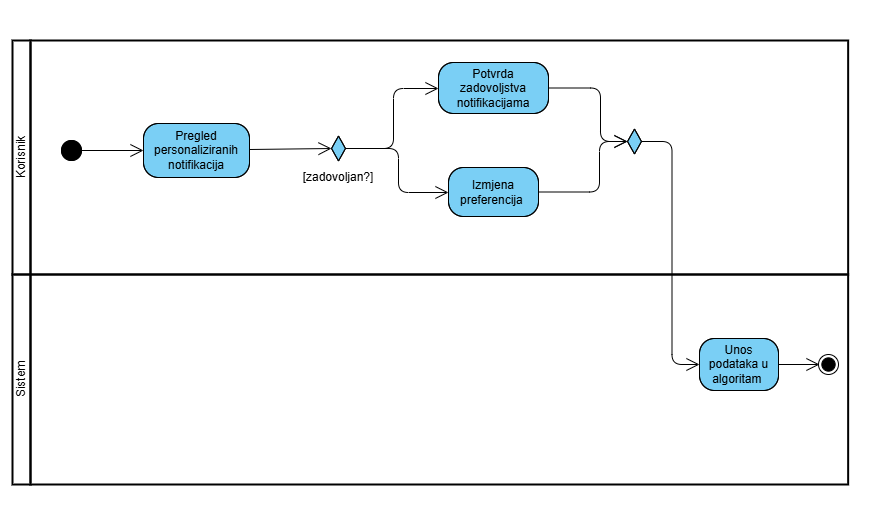 Korisnik
Pregled
personaliziranih
notifikacija
[zadovoljan?]
Potvrda
zadovoljstva
notifikacijama
Izmjena
preferencija
Sistem
Unos
podataka u
algoritam